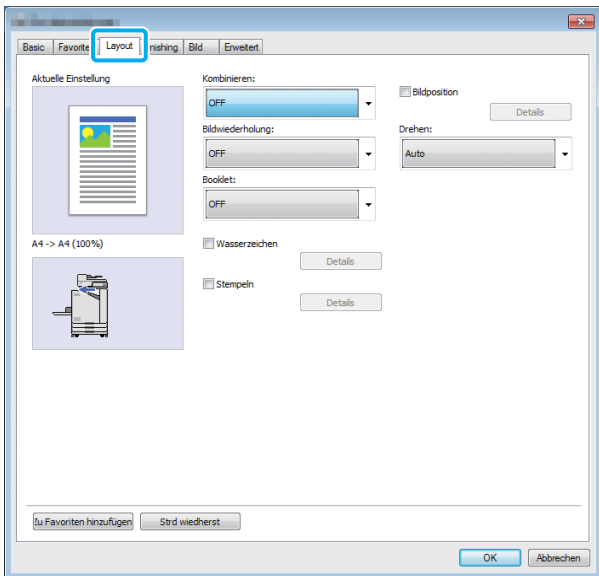 Basic Favorite Layout nishing Bild Erweitert
Aktuelle Einstellung
Kombinieren:
OFF
Bildposition
Details
Bildwiederholung:
OFF
Drehen:
Auto
Booklet:
OFF
A4 -> A4 (100%)
Wasserzeichen
Details
Stempeln
Details
Zu Favoriten hinzufügen Strd wiedherst
OK Abbrechen